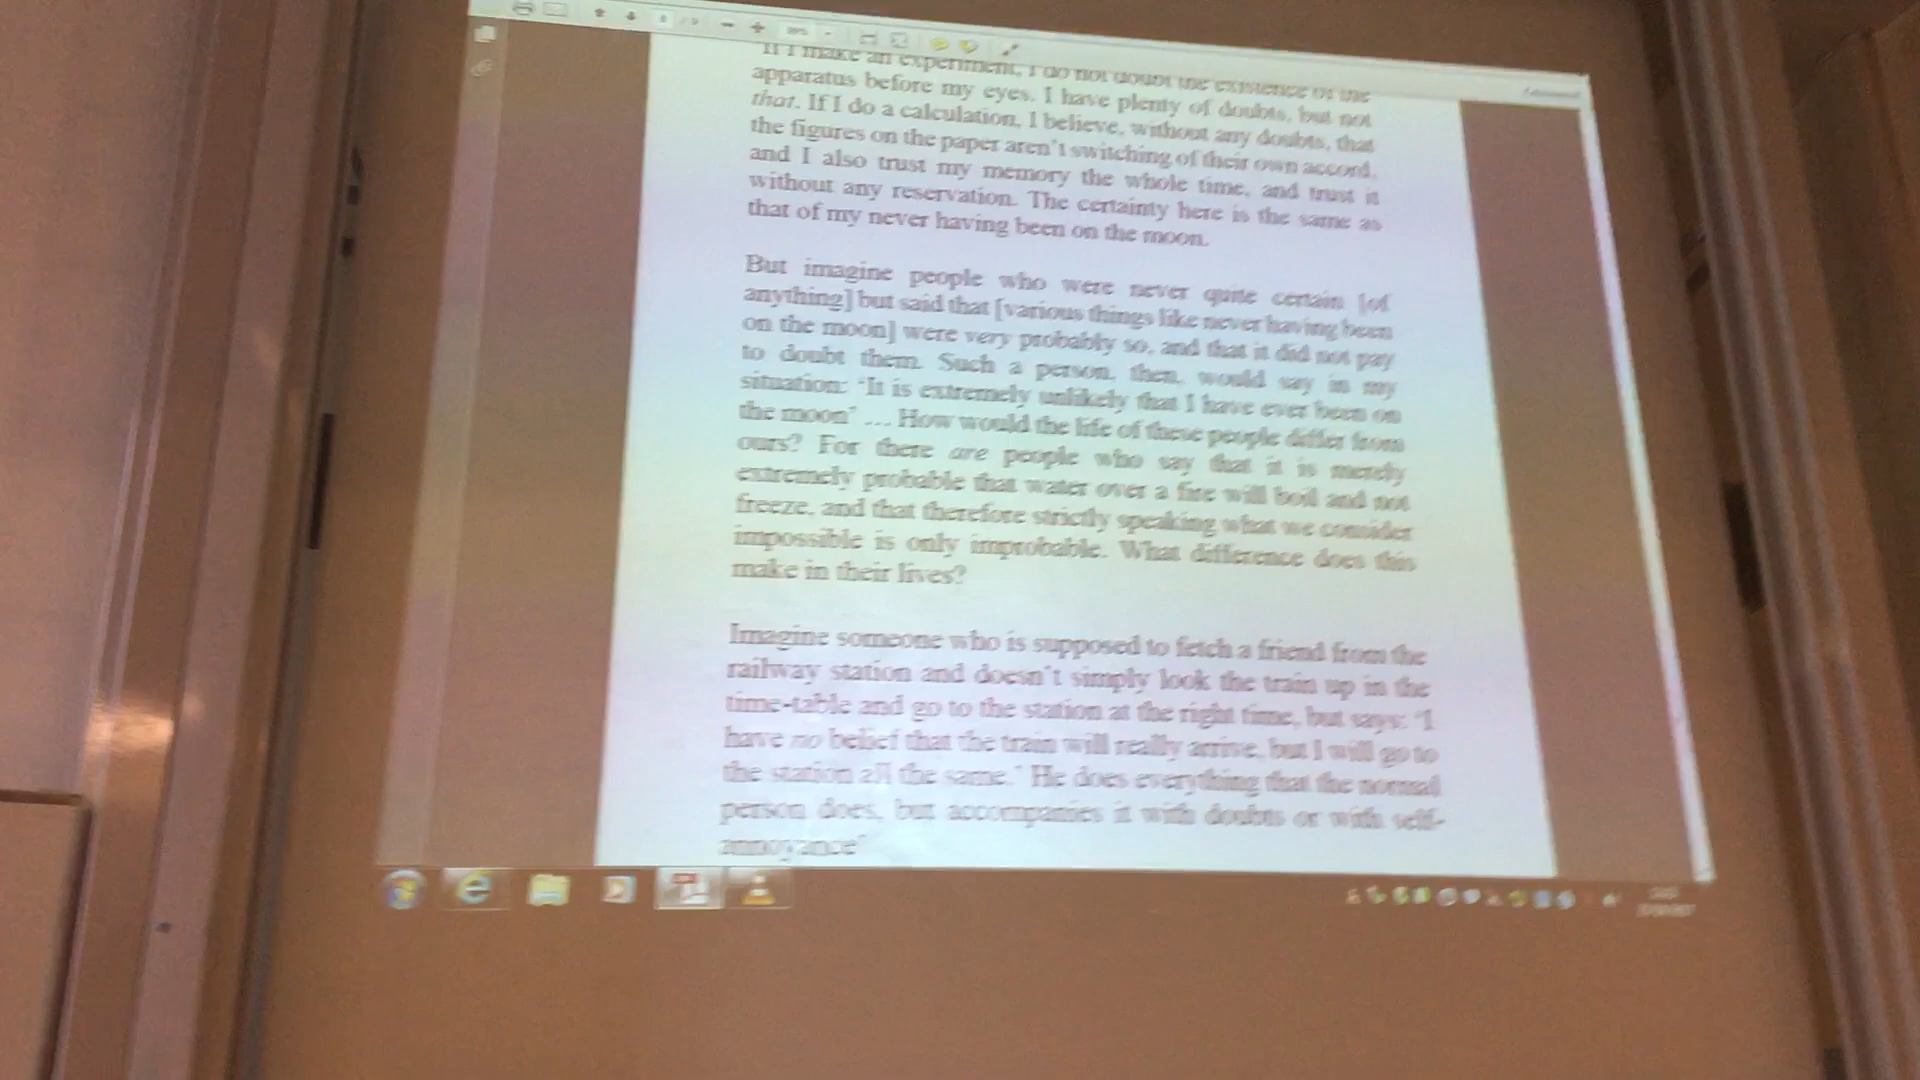 "If I make an experiment, I do not doubt the existence of the
apparatus before my eyes. I have plenty of doubts, but not
that. If I do a calculation, I believe, without any doubts, that
the figures on the paper aren't switching of their own accord,
and I also trust my memory the whole time, and trust it
without any reservation. The certainty here is the same as
that of my never having been on the moon.
But imagine people who were never quite certain [of
anything] but said that [various things like never having been
on the moon] were very probably so, and that it did not pay
to doubt them. Such a person, then, would say in my
situation: "It is extremely unlikely that I have ever been on
the moon" ... How would the life of these people differ from
ours? For there are people who say that it is merely
extremely probable that water over a fire will boil and not
freeze, and that therefore strictly speaking what we consider
impossible is only improbable. What difference does this
make in their lives?
Imagine someone who is supposed to fetch a friend from the
railway station and doesn't simply look the train up in the
time-table and go to the station at the right time, but says: "I
have no belief that the train will really arrive, but I will go to
the station all the same." He does everything that the normal
person does, but accompanies it with doubts or with self-
annoyance"